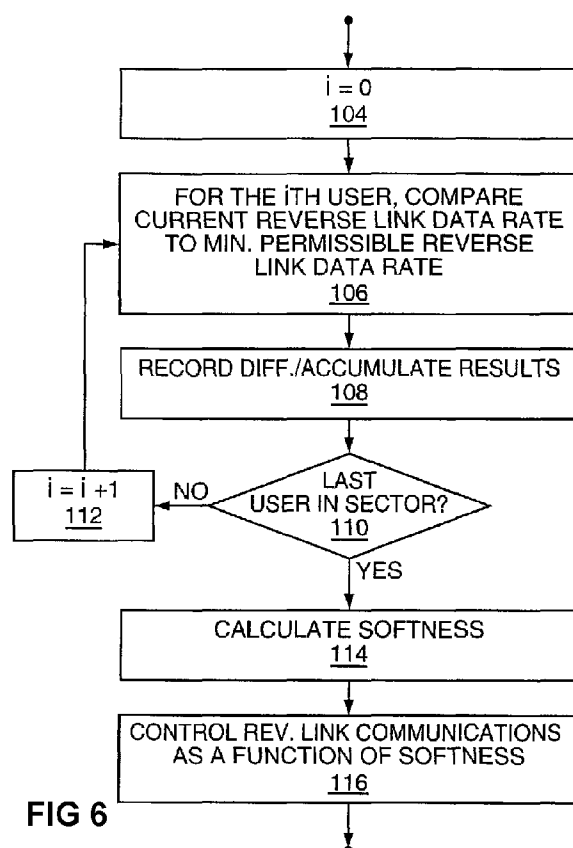 i = 0
104
FOR THE iTH USER, COMPARE
CURRENT REVERSE LINK DATA RATE
TO MIN. PERMISSIBLE REVERSE
LINK DATA RATE
106
RECORD DIFF./ACCUMULATE RESULTS
108
LAST
USER IN SECTOR?
110
NO
i = i +1
112
YES
CALCULATE SOFTNESS
114
CONTROL REV. LINK COMMUNICATIONS
AS A FUNCTION OF SOFTNESS
116
FIG 6